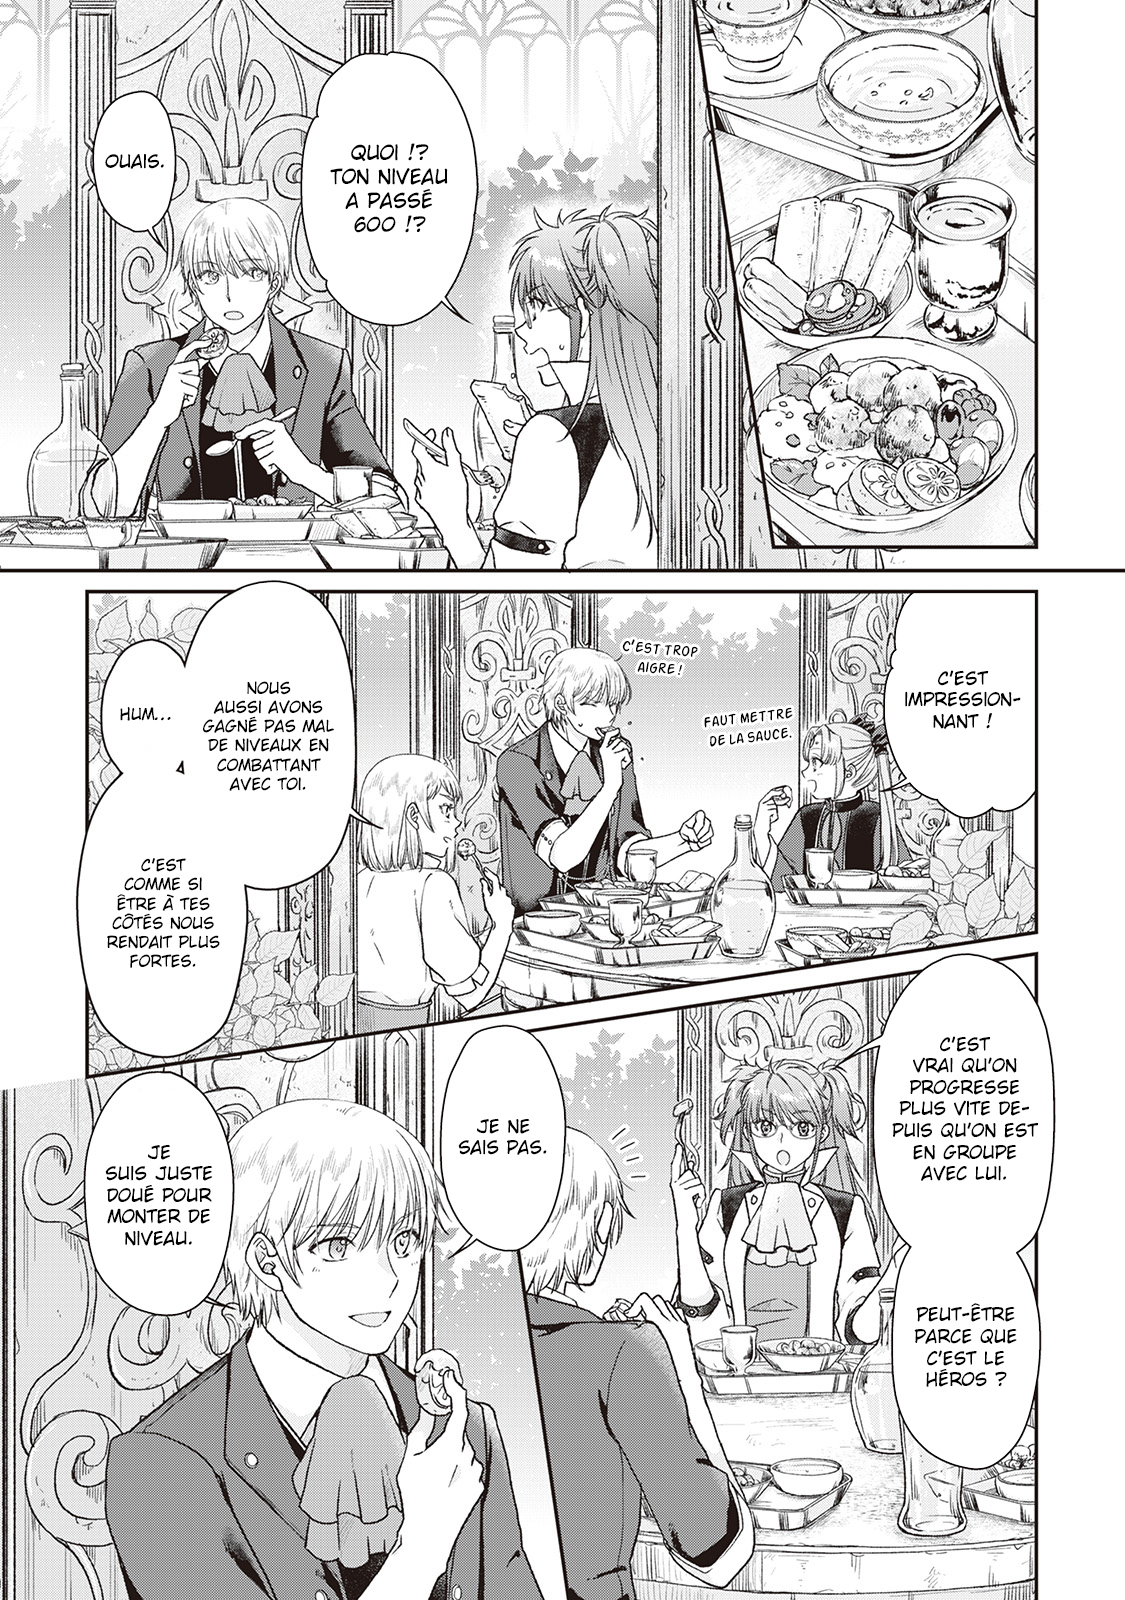 QUOI !?
TON NIVEAU
A PASSÉ
600 !?
OUAIS.
C'EST
IMPRESSION-
NANT !
C'EST TROP
AIGRE !
FAUT METTRE
DE LA SAUCE.
NOUS
AUSSI AVONS
GAGNÉ PAS MAL
DE NIVEAUX EN
COMBATTANT
AVEC TOI.
HUM...
C'EST
COMME SI
ÊTRE À TES
CÔTÉS NOUS
RENDAIT PLUS
FORTES.
C'EST
VRAI QU'ON
PROGRESSE
PLUS VITE DE-
PUIS QU'ON EST
EN GROUPE
AVEC LUI.
PEUT-ÊTRE
PARCE QUE
C'EST LE
HÉROS ?
JE NE
SAIS PAS.
JE
SUIS JUSTE
DOUÉ POUR
MONTER DE
NIVEAU.